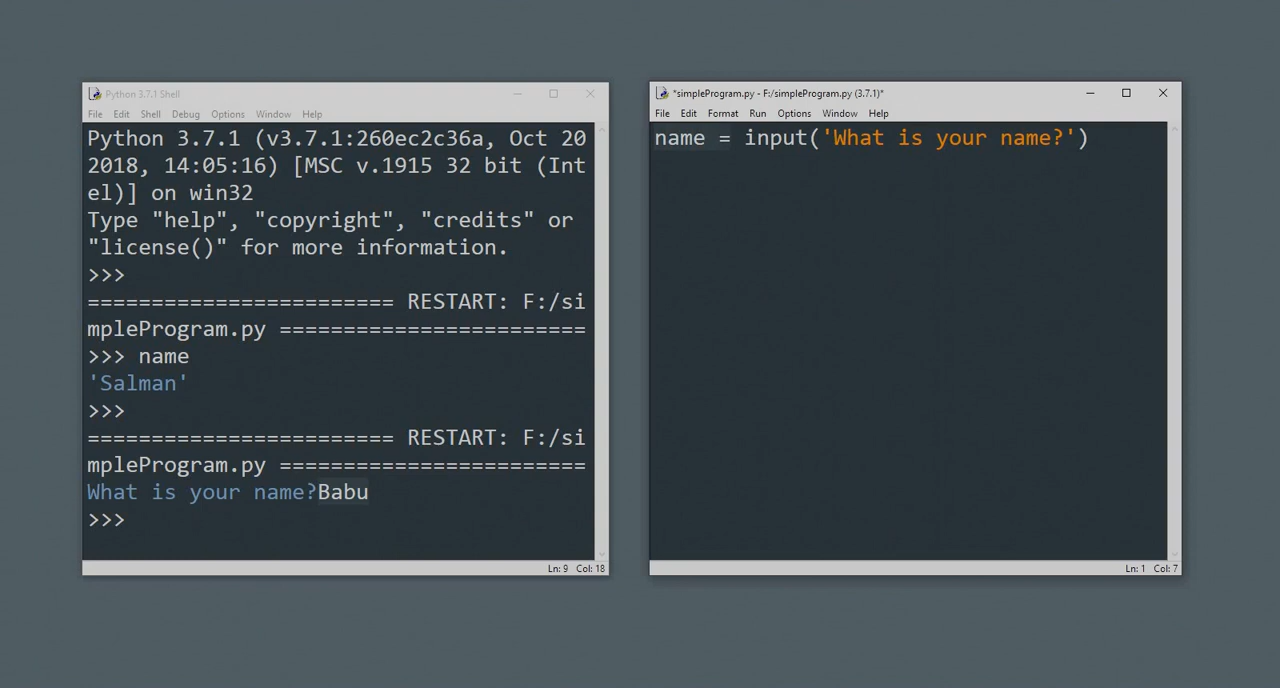 Python 3.7.1 Shell
File Edit Shell Debug Options Window Help
Python 3.7.1 (v3.7.1:260ec2c36a, Oct 20
2018, 14:05:16) [MSC v.1915 32 bit (Int
el)] on win32
Type "help", "copyright", "credits" or
"license()" for more information.
>>>
======================== RESTART: F:/si
mpleProgram.py ========================
>>> name
'Salman'
>>>
======================== RESTART: F:/si
mpleProgram.py ========================
What is your name?Babu
>>>
Ln: 9 Col: 18
*simpleProgram.py - F:/simpleProgram.py (3.7.1)*
File Edit Format Run Options Window Help
name = input('What is your name?')
Ln: 1 Col: 7